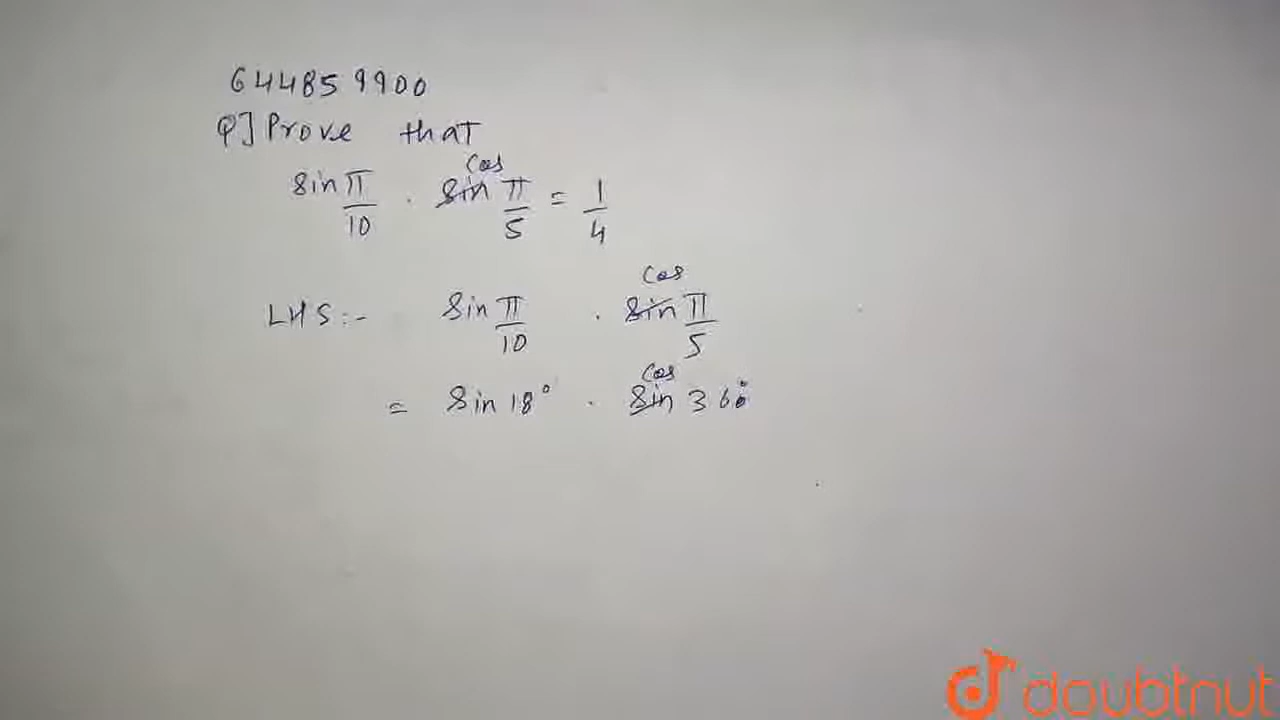 644859900
Q] Prove that
sin π/10 . ~~sin~~ cos π/5 = 1/4
LHS :- sin π/10 . ~~sin~~ cos π/5
= sin 18° . ~~sin~~ cos 36°
doubtnut